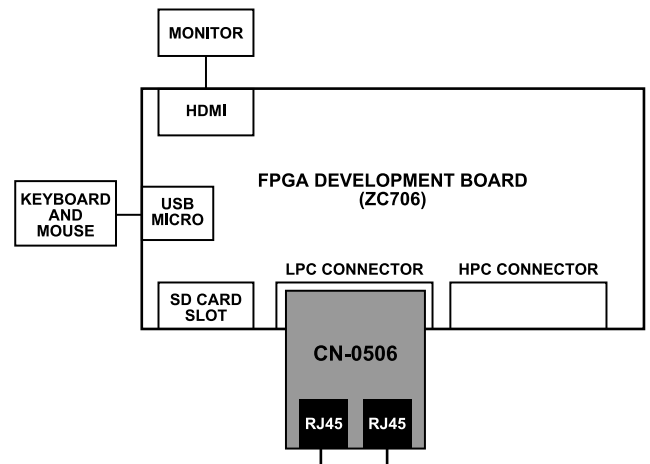 MONITOR
HDMI
FPGA DEVELOPMENT BOARD
(ZC706)
KEYBOARD
AND
MOUSE
USB
MICRO
LPC CONNECTOR
HPC CONNECTOR
SD CARD
SLOT
CN-0506
RJ45
RJ45